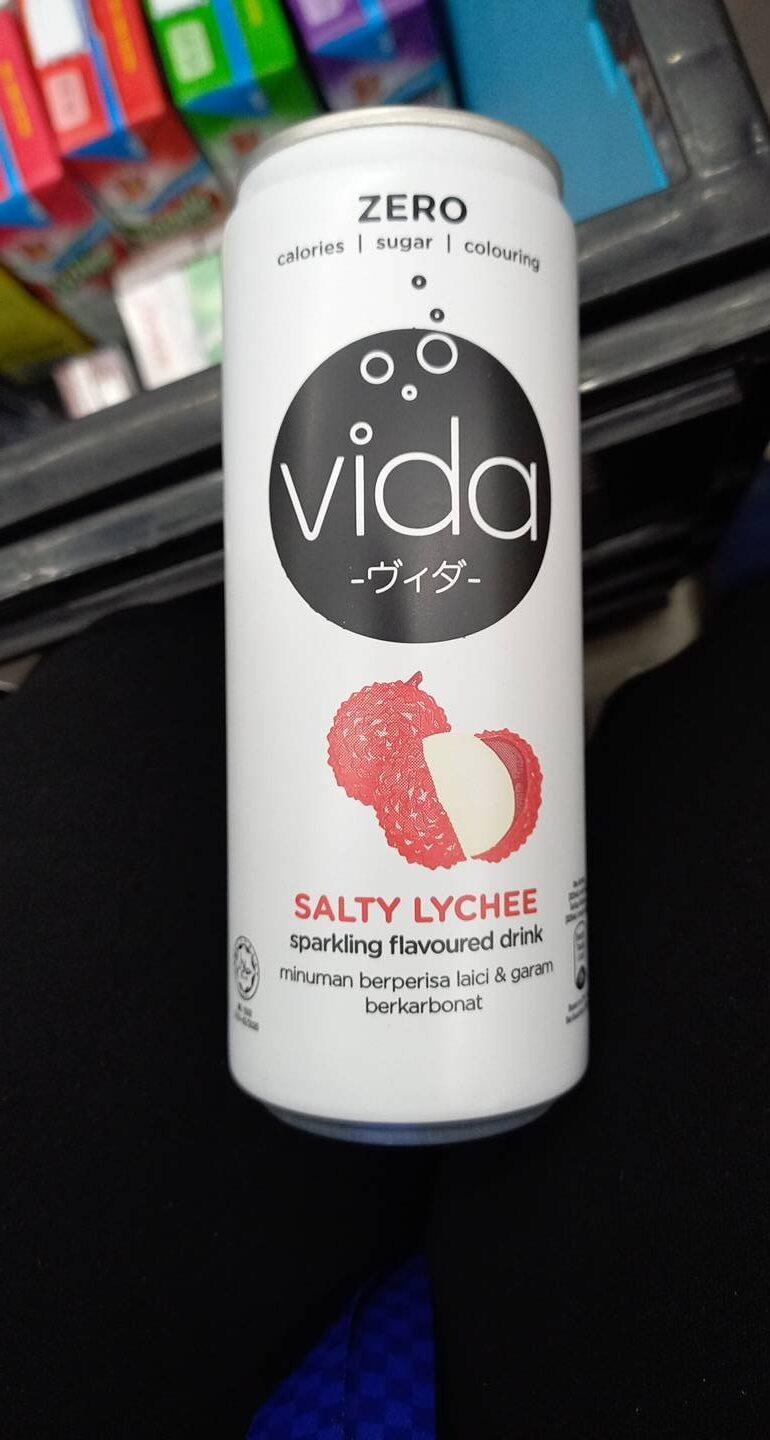 ZERO
calories | sugar | colouring
vida
-ヴィダ-
SALTY LYCHEE
sparkling flavoured drink
minuman berperisa laici & garam
berkarbonat